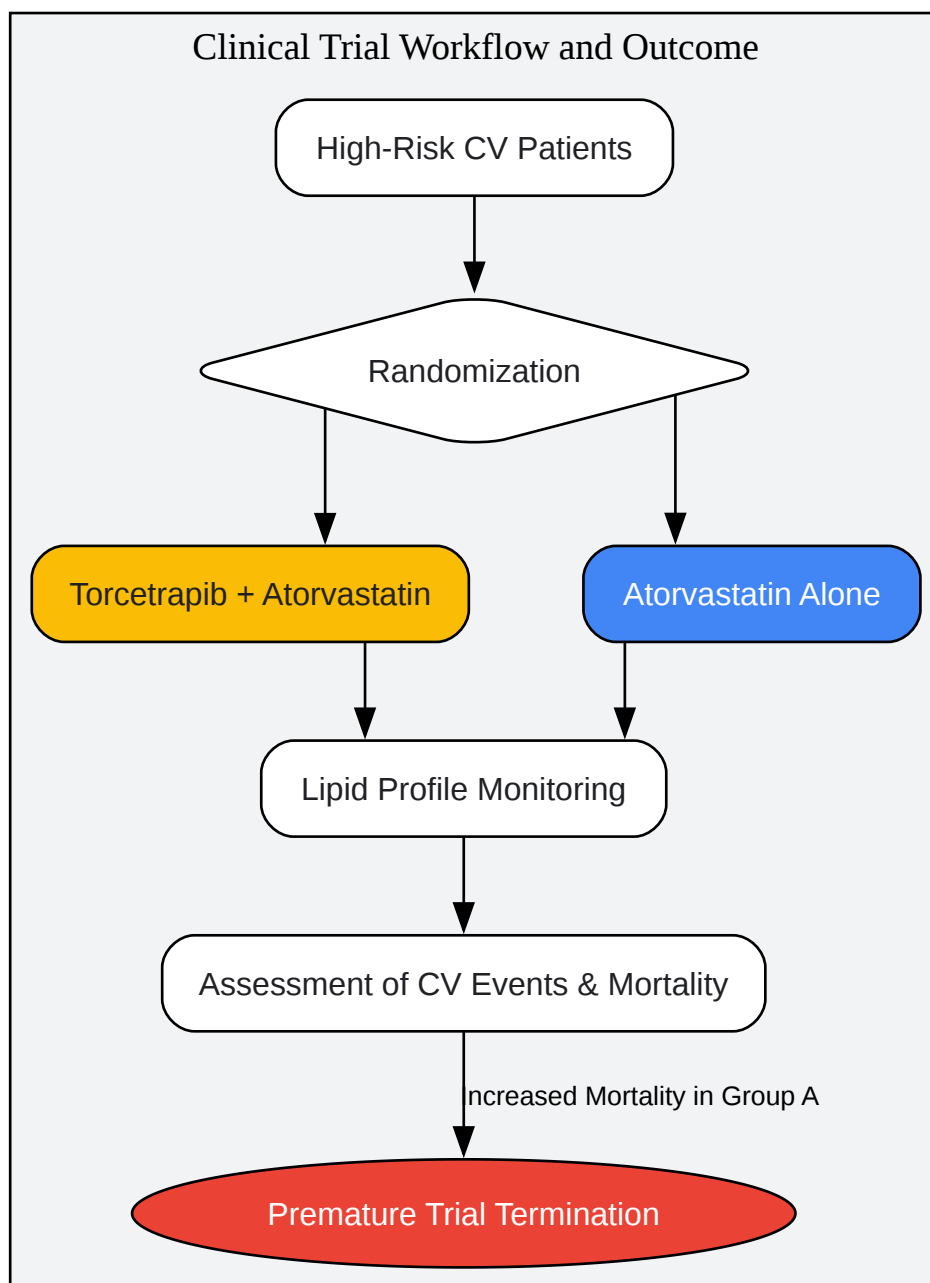 Clinical Trial Workflow and Outcome
High-Risk CV Patients
Randomization
Torcetrapib + Atorvastatin
Atorvastatin Alone
Lipid Profile Monitoring
Assessment of CV Events & Mortality
Increased Mortality in Group A
Premature Trial Termination